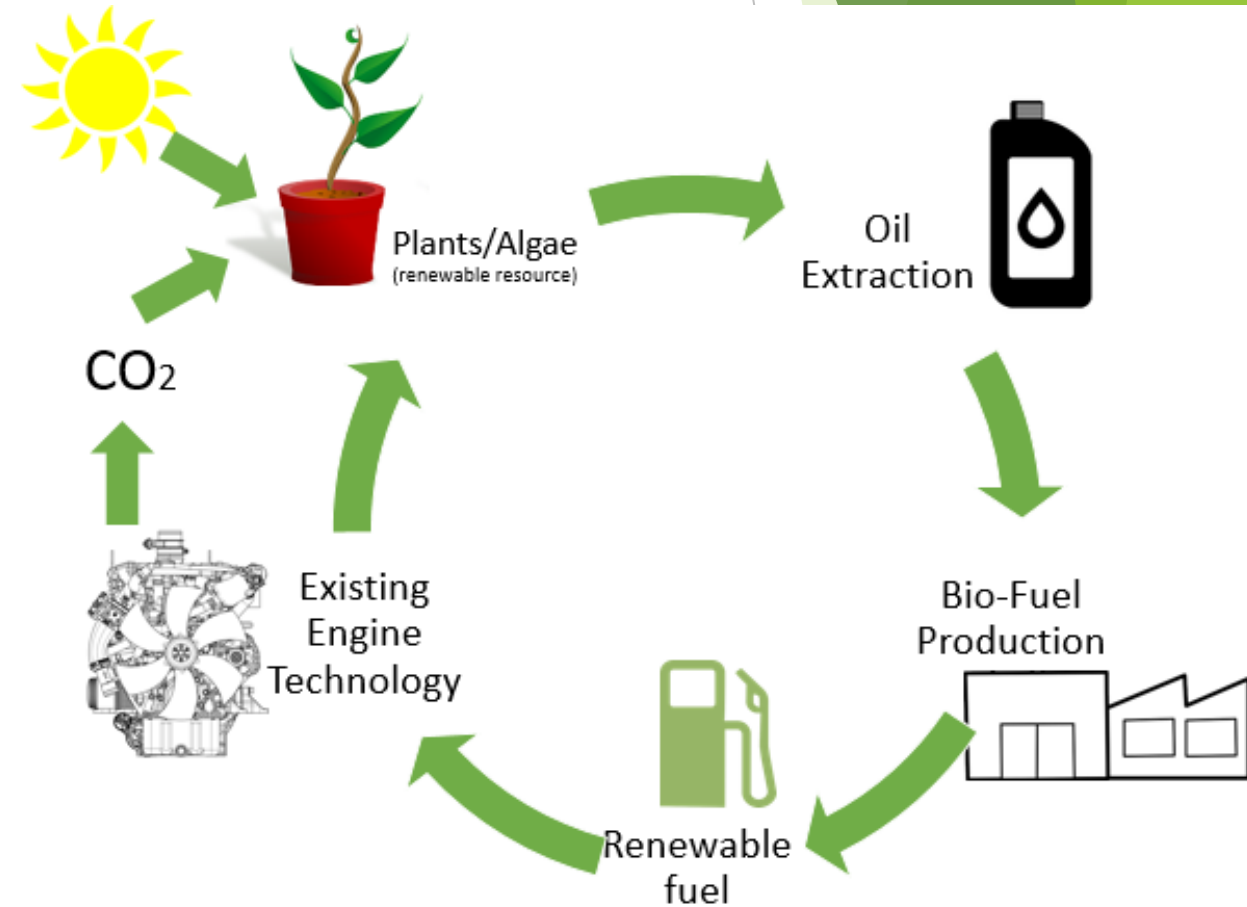 Plants/Algae
(renewable resource)
Oil
Extraction
CO₂
Existing
Engine
Technology
Bio-Fuel
Production
Renewable
fuel